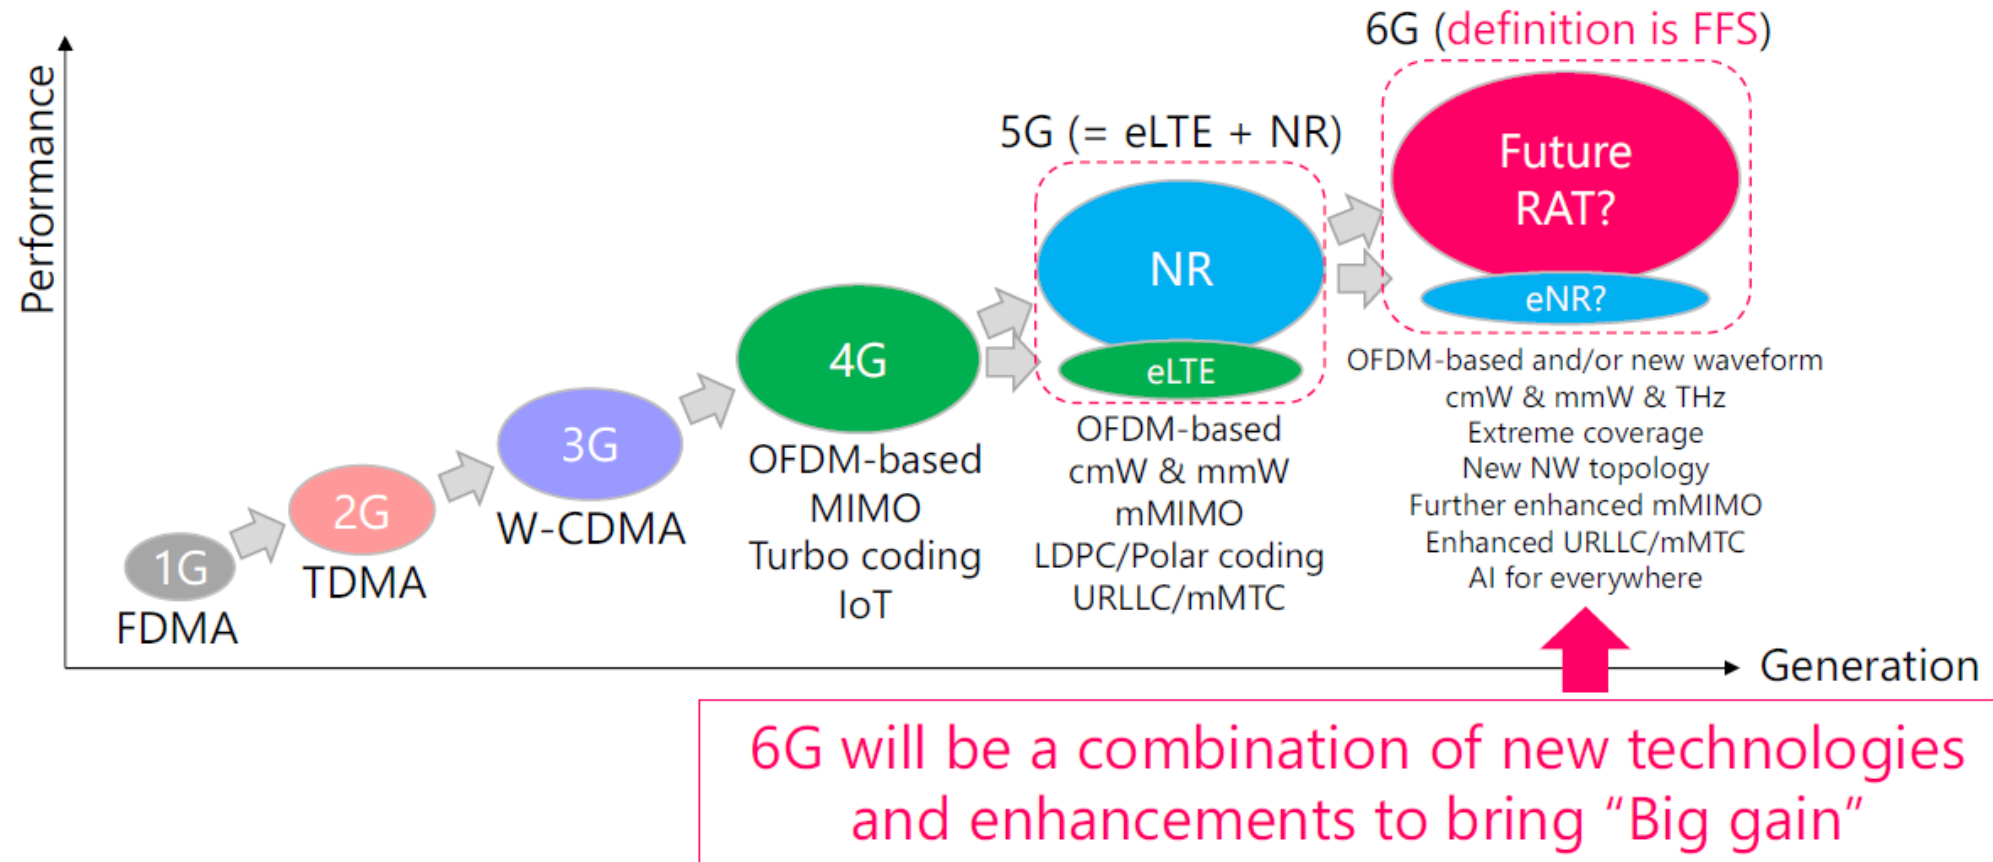 Performance
1G
FDMA
2G
TDMA
3G
W-CDMA
4G
OFDM-based
MIMO
Turbo coding
IoT
5G (= eLTE + NR)
NR
eLTE
OFDM-based
cmW & mmW
mMIMO
LDPC/Polar coding
URLLC/mMTC
6G (definition is FFS)
Future
RAT?
eNR?
OFDM-based and/or new waveform
cmW & mmW & THz
Extreme coverage
New NW topology
Further enhanced mMIMO
Enhanced URLLC/mMTC
AI for everywhere
Generation
6G will be a combination of new technologies
and enhancements to bring “Big gain”